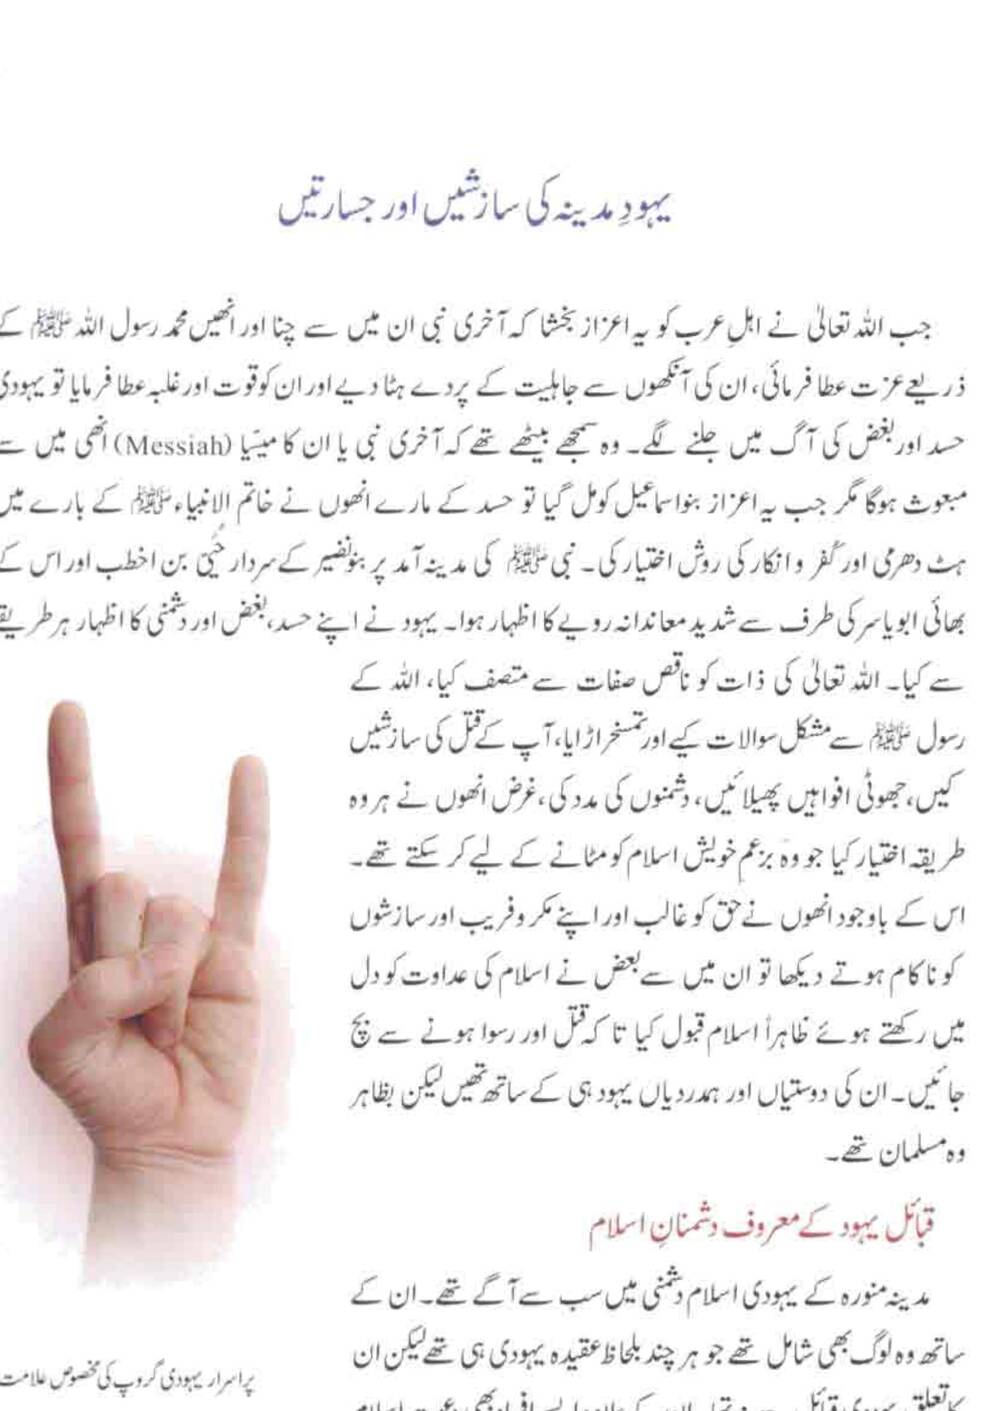 یہودِ مدینہ کی سازشیں اور جسارتیں
جب اللہ تعالیٰ نے اہلِ عرب کو یہ اعزاز بخشا کہ آخری نبی ان میں سے چنا اور انھیں محمد رسول اللہ ﷺ کے
ذریعے عزت عطا فرمائی، ان کی آنکھوں سے جاہلیت کے پردے ہٹا دیے اور ان کو قوت اور غلبہ عطا فرمایا تو یہودی
حسد اور بغض کی آگ میں جلنے لگے۔ وہ سمجھے بیٹھے تھے کہ آخری نبی یا ان کا میسّیا (Messiah) انھی میں سے
مبعوث ہوگا مگر جب یہ اعزاز بنو اسماعیل کو مل گیا تو حسد کے مارے انھوں نے خاتم الانبیاء ﷺ کے بارے میں
ہٹ دھرمی اور کُفر و انکار کی روش اختیار کی۔ نبی ﷺ کی مدینہ آمد پر بنو نضیر کے سردار حُیَیّ بن اخطب اور اس کے
بھائی ابو یاسر کی طرف سے شدید معاندانہ رویے کا اظہار ہوا۔ یہود نے اپنے حسد، بغض اور دشمنی کا اظہار ہر طریقے
سے کیا۔ اللہ تعالیٰ کی ذات کو ناقص صفات سے متصف کیا، اللہ کے
رسول ﷺ سے مشکل سوالات کیے اور تمسخر اڑایا، آپ کے قتل کی سازشیں
کیں، جھوٹی افواہیں پھیلائیں، دشمنوں کی مدد کی، غرض انھوں نے ہر وہ
طریقہ اختیار کیا جو وہ بزعمِ خویش اسلام کو مٹانے کے لیے کر سکتے تھے۔
اس کے باوجود انھوں نے حق کو غالب اور اپنے مکر و فریب اور سازشوں
کو ناکام ہوتے دیکھا تو ان میں سے بعض نے اسلام کی عداوت کو دل
میں رکھتے ہوئے ظاہراً اسلام قبول کیا تا کہ قتل اور رسوا ہونے سے بچ
جائیں۔ ان کی دوستیاں اور ہمدردیاں یہود ہی کے ساتھ تھیں لیکن بظاہر
وہ مسلمان تھے۔
قبائل یہود کے معروف دشمنانِ اسلام
مدینہ منورہ کے یہودی اسلام دشمنی میں سب سے آگے تھے۔ ان کے
ساتھ وہ لوگ بھی شامل تھے جو ہر چند بلحاظ عقیدہ یہودی ہی تھے لیکن ان
پراسرار یہودی گروپ کی مخصوص علامت